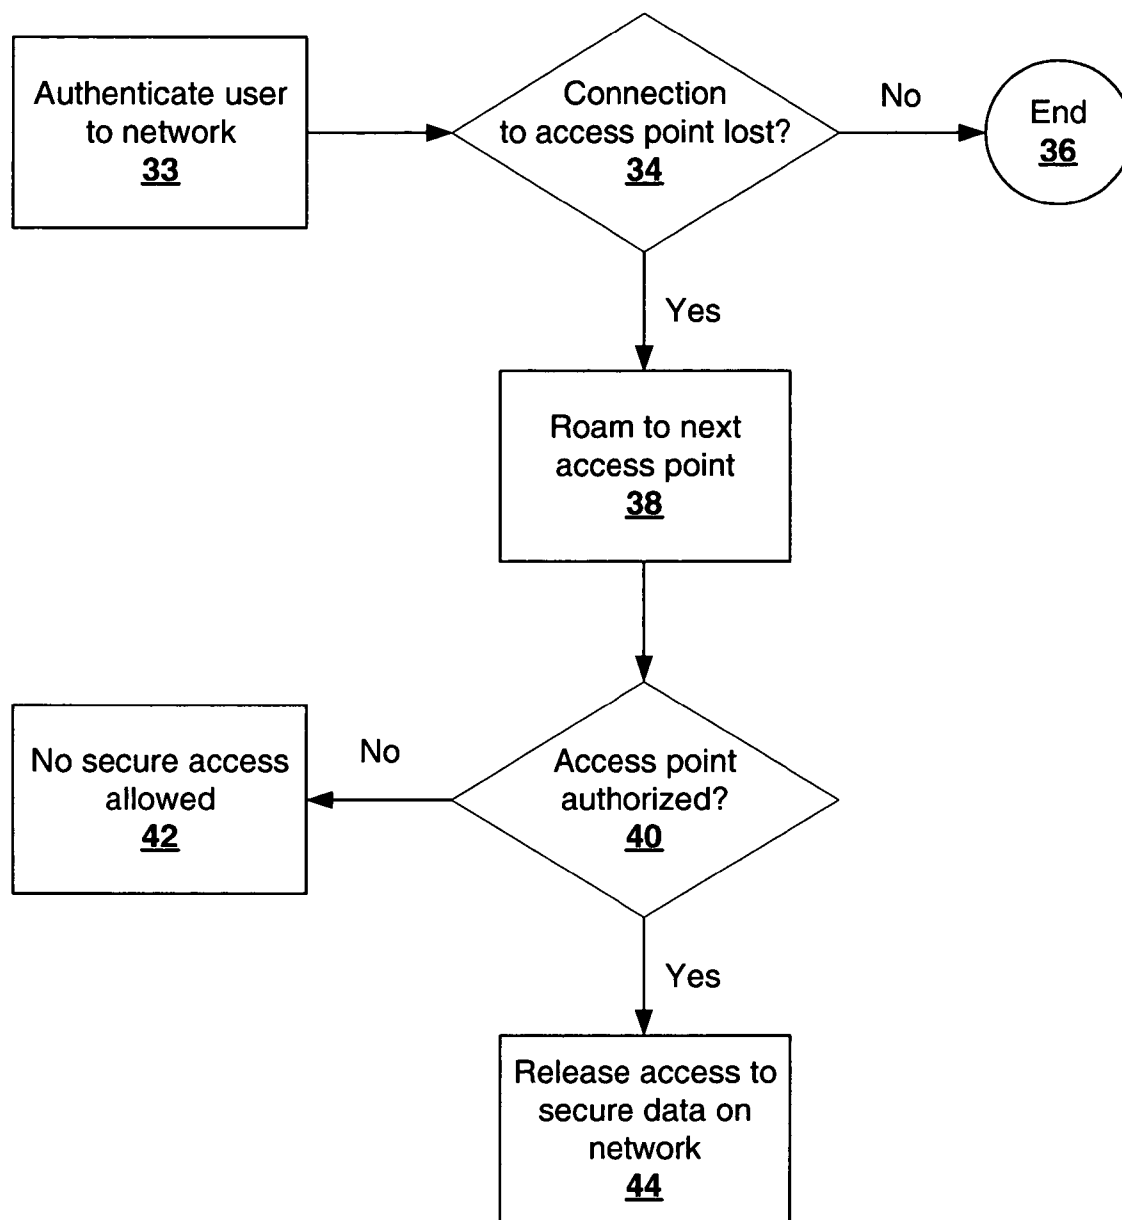 Authenticate user
to network
33
Connection
to access point lost?
34
No
End
36
Yes
Roam to next
access point
38
No secure access
allowed
42
No
Access point
authorized?
40
Yes
Release access to
secure data on
network
44